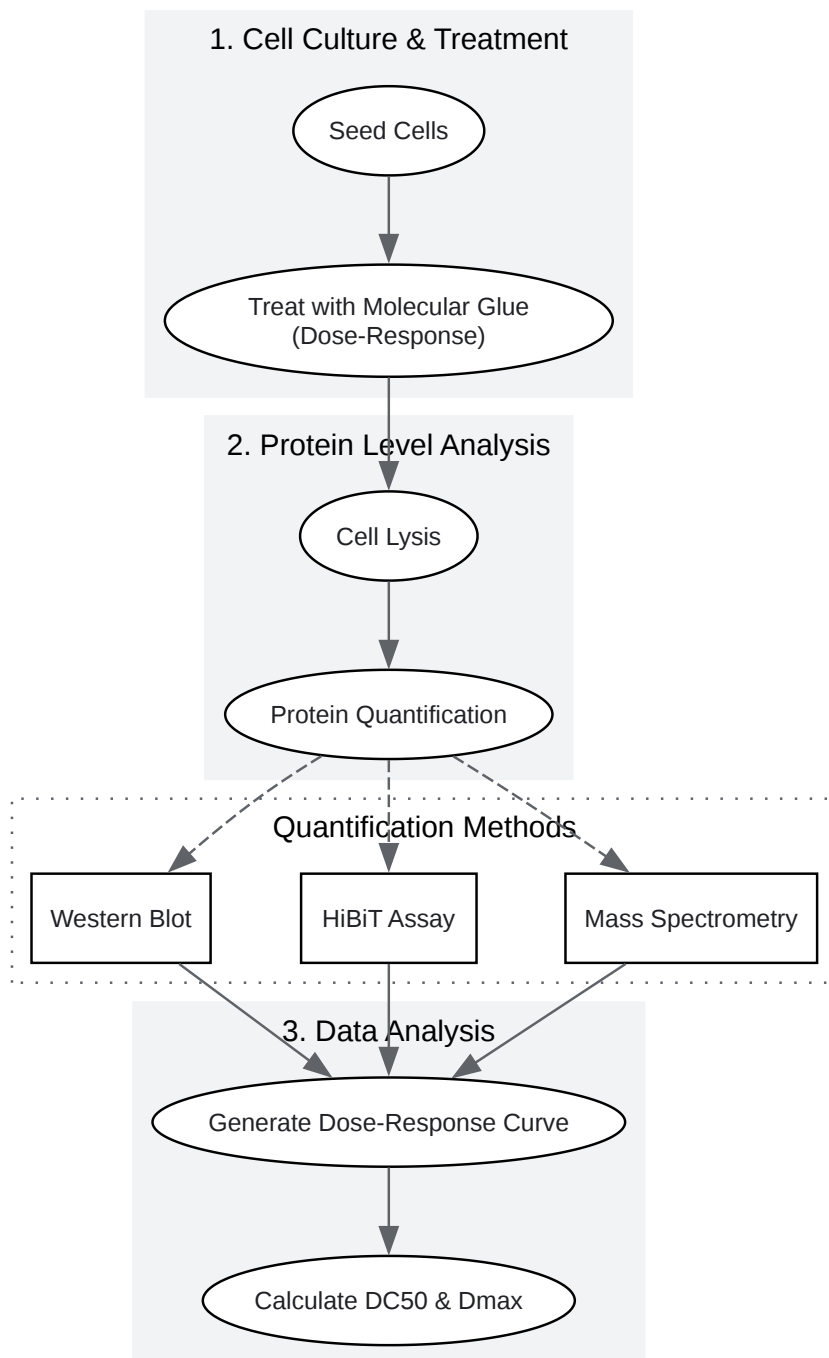 1. Cell Culture & Treatment
Seed Cells
Treat with Molecular Glue
(Dose-Response)
2. Protein Level Analysis
Cell Lysis
Protein Quantification
Quantification Methods
Western Blot
HiBiT Assay
Mass Spectrometry
3. Data Analysis
Generate Dose-Response Curve
Calculate DC50 & Dmax